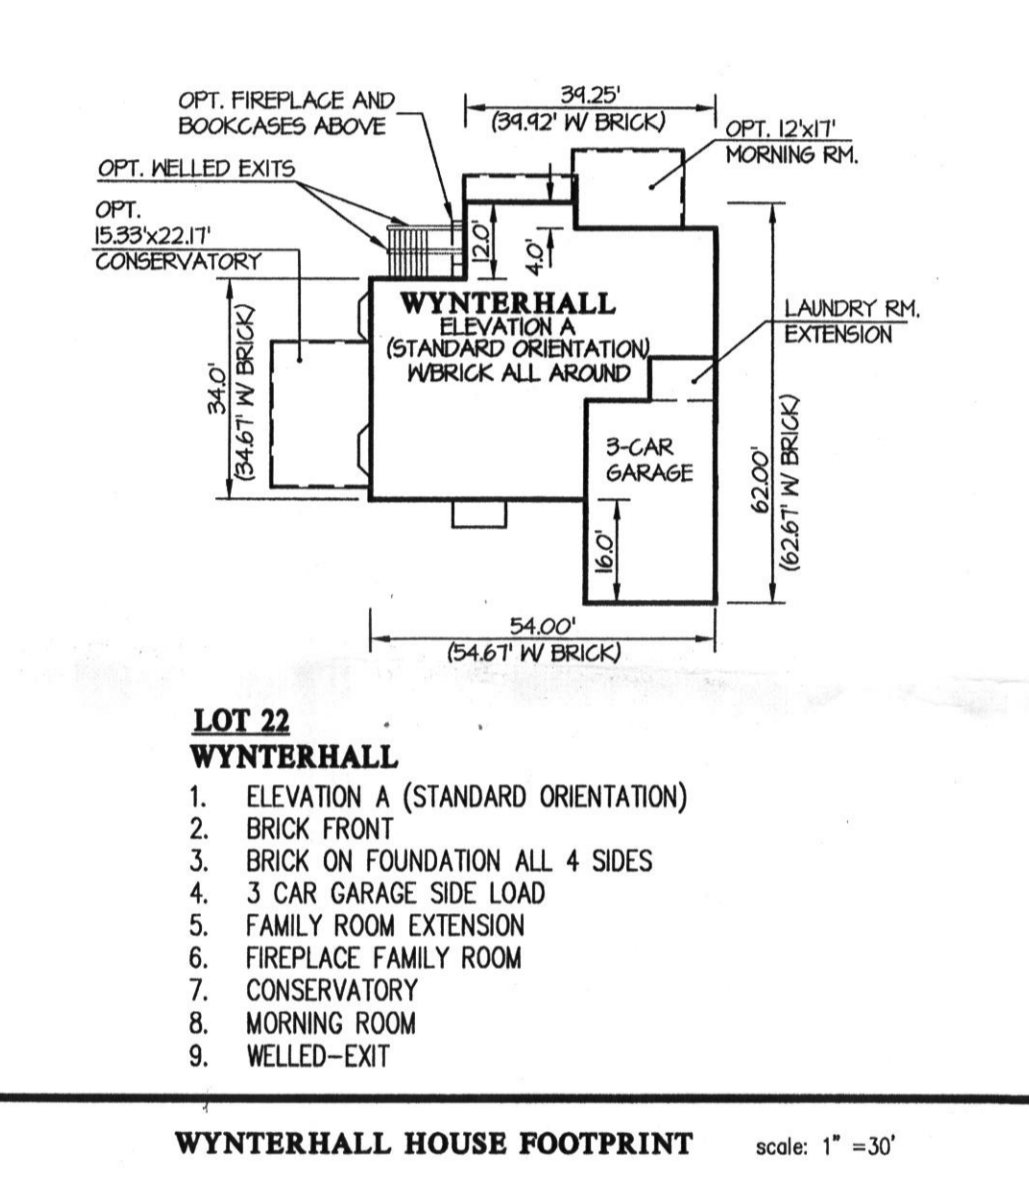 OPT. FIREPLACE AND
BOOKCASES ABOVE
39.25'
(39.92' W/ BRICK)
OPT. 12'x17'
MORNING RM.
OPT. WELLED EXITS
OPT.
15.33'x22.17'
CONSERVATORY
12.0'
4.0'
WYNTERHALL
ELEVATION A
(STANDARD ORIENTATION)
W/BRICK ALL AROUND
LAUNDRY RM.
EXTENSION
34.0'
(34.67' W/ BRICK)
3-CAR
GARAGE
16.0'
62.00'
(62.67' W/ BRICK)
54.00'
(54.67' W/ BRICK)
LOT 22
WYNTERHALL
1. ELEVATION A (STANDARD ORIENTATION)
2. BRICK FRONT
3. BRICK ON FOUNDATION ALL 4 SIDES
4. 3 CAR GARAGE SIDE LOAD
5. FAMILY ROOM EXTENSION
6. FIREPLACE FAMILY ROOM
7. CONSERVATORY
8. MORNING ROOM
9. WELLED-EXIT
WYNTERHALL HOUSE FOOTPRINT scale: 1" =30'